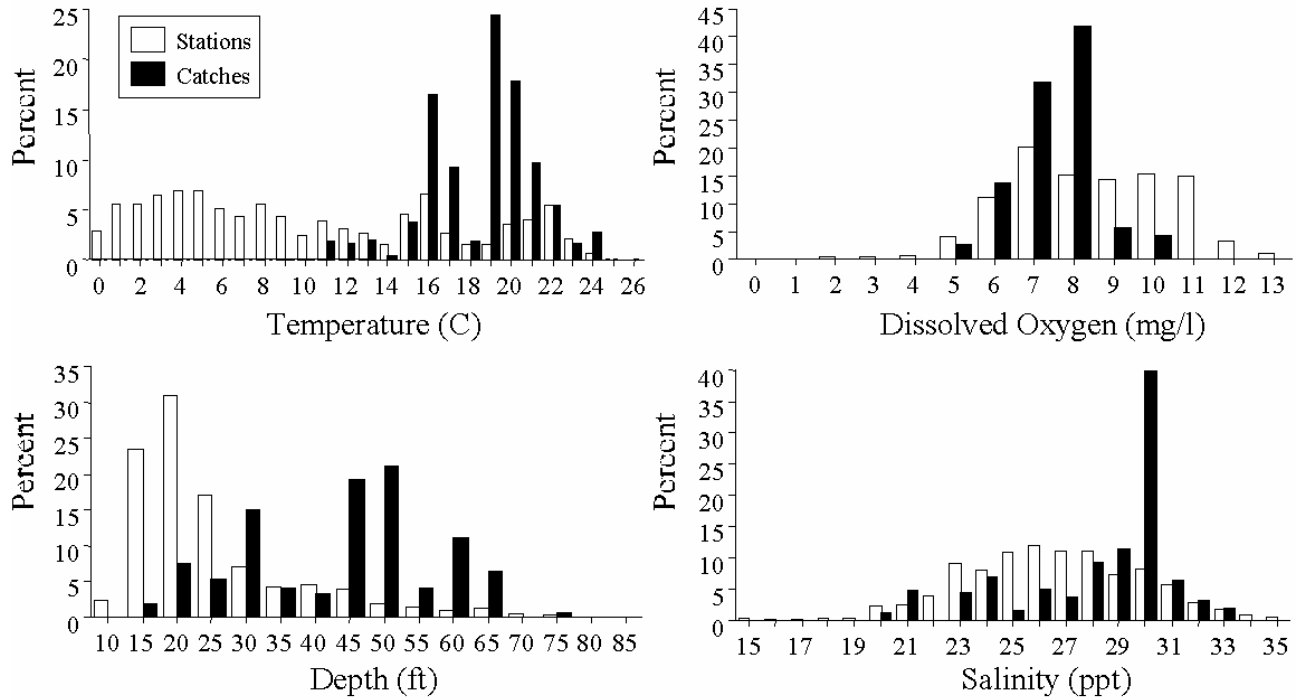 25
20
15
10
5
0
Percent
Stations
Catches
0 2 4 6 8 10 12 14 16 18 20 22 24 26
Temperature (C)
45
40
35
30
25
20
15
10
5
0
Percent
0 1 2 3 4 5 6 7 8 9 10 11 12 13
Dissolved Oxygen (mg/l)
35
30
25
20
15
10
5
0
Percent
10 15 20 25 30 35 40 45 50 55 60 65 70 75 80 85
Depth (ft)
40
35
30
25
20
15
10
5
0
Percent
15 17 19 21 23 25 27 29 31 33 35
Salinity (ppt)